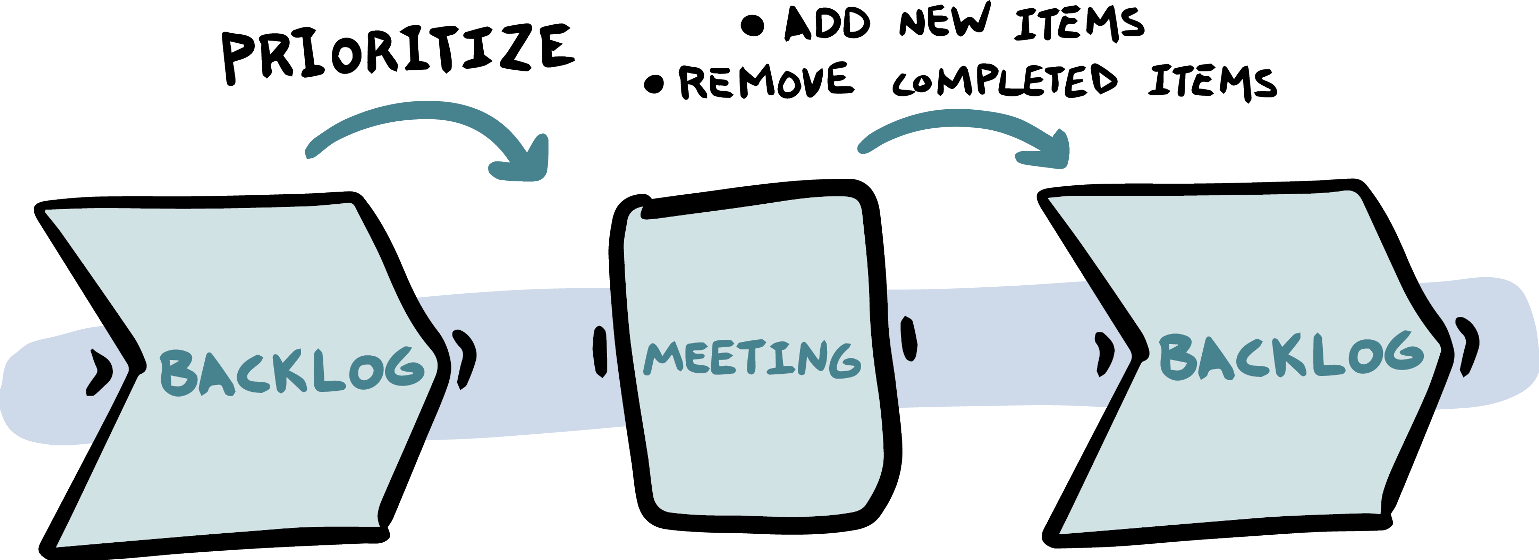 PRIORITIZE
• ADD NEW ITEMS
• REMOVE COMPLETED ITEMS
BACKLOG
MEETING
BACKLOG